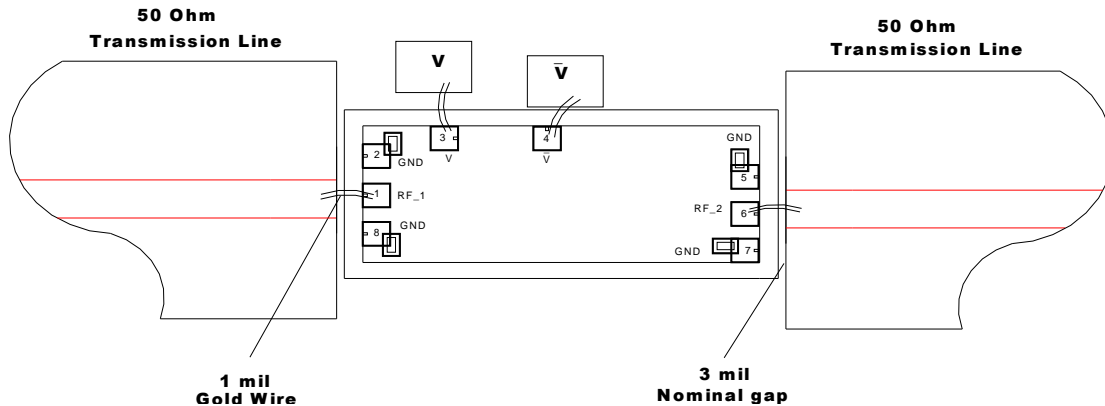 50 Ohm
Transmission Line
50 Ohm
Transmission Line
V
V̅
3
4
V
V̅
2
GND
1
RF_1
8
GND
GND
5
RF_2
6
GND
7
1 mil
Gold Wire
3 mil
Nominal gap